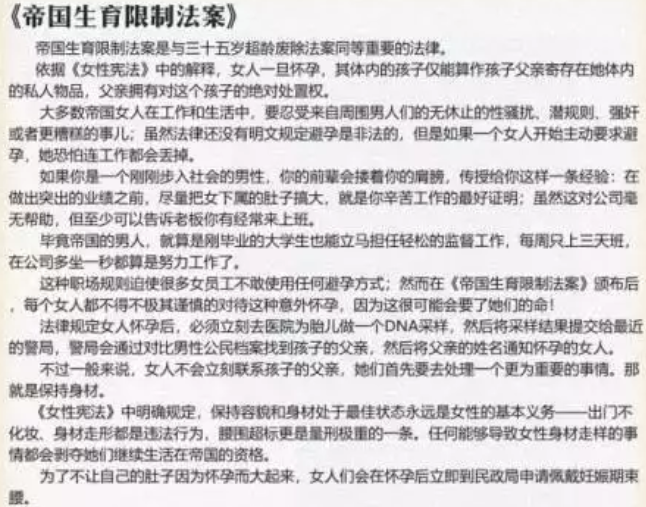 《帝国生育限制法案》
帝国生育限制法案是与三十五岁超龄废除法案同等重要的法律。
依据《女性宪法》中的解释，女人一旦怀孕，其体内的孩子仅能算作孩子父亲寄存在她体内
的私人物品，父亲拥有对这个孩子的绝对处置权。
大多数帝国女人在工作和生活中，要忍受来自周围男人们的无休止的性骚扰、潜规则、强奸
或者更糟糕的事儿；虽然法律还没有明文规定避孕是非法的，但是如果一个女人开始主动要求避
孕，她恐怕连工作都会丢掉。
如果你是一个刚刚步入社会的男性，你的前辈会搂着你的肩膀，传授给你这样一条经验：在
做出突出的业绩之前，尽量把女下属的肚子搞大，就是你辛苦工作的最好证明；虽然这对公司毫
无帮助，但至少可以告诉老板你有经常来上班。
毕竟帝国的男人，就算是刚毕业的大学生也能立马担任轻松的监督工作，每周只上三天班，
在公司多坐一秒都算是努力工作了。
这种职场规则迫使很多女员工不敢使用任何避孕方式；然而在《帝国生育限制法案》颁布后
，每个女人都不得不极其谨慎的对待这种意外怀孕，因为这很可能会要了她们的命！
法律规定女人怀孕后，必须立刻去医院为胎儿做一个DNA采样，然后将采样结果提交给最近
的警局，警局会通过对比男性公民档案找到孩子的父亲，然后将父亲的姓名通知怀孕的女人。
不过一般来说，女人不会立刻联系孩子的父亲，她们首先要去处理一个更为重要的事情。那
就是保持身材。
《女性宪法》中明确规定，保持容貌和身材处于最佳状态永远是女性的基本义务——出门不
化妆、身材走形都是违法行为，腰围超标更是量刑极重的一条。任何能够导致女性身材走样的事
情都会剥夺她们继续生活在帝国的资格。
为了不让自己的肚子因为怀孕而大起来，女人们会在怀孕后立即到民政局申请佩戴妊娠期束
腰。